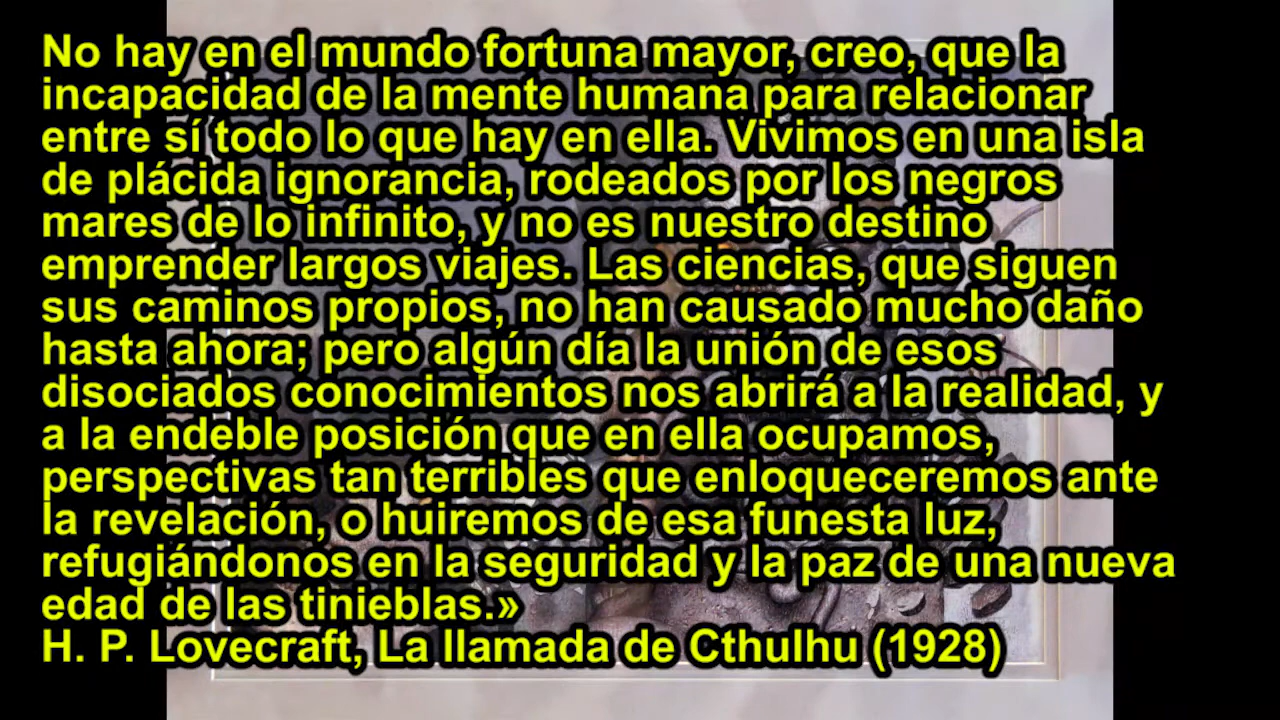 No hay en el mundo fortuna mayor, creo, que la
incapacidad de la mente humana para relacionar
entre sí todo lo que hay en ella. Vivimos en una isla
de plácida ignorancia, rodeados por los negros
mares de lo infinito, y no es nuestro destino
emprender largos viajes. Las ciencias, que siguen
sus caminos propios, no han causado mucho daño
hasta ahora; pero algún día la unión de esos
disociados conocimientos nos abrirá a la realidad, y
a la endeble posición que en ella ocupamos,
perspectivas tan terribles que enloqueceremos ante
la revelación, o huiremos de esa funesta luz,
refugiándonos en la seguridad y la paz de una nueva
edad de las tinieblas.»
H. P. Lovecraft, La llamada de Cthulhu (1928)